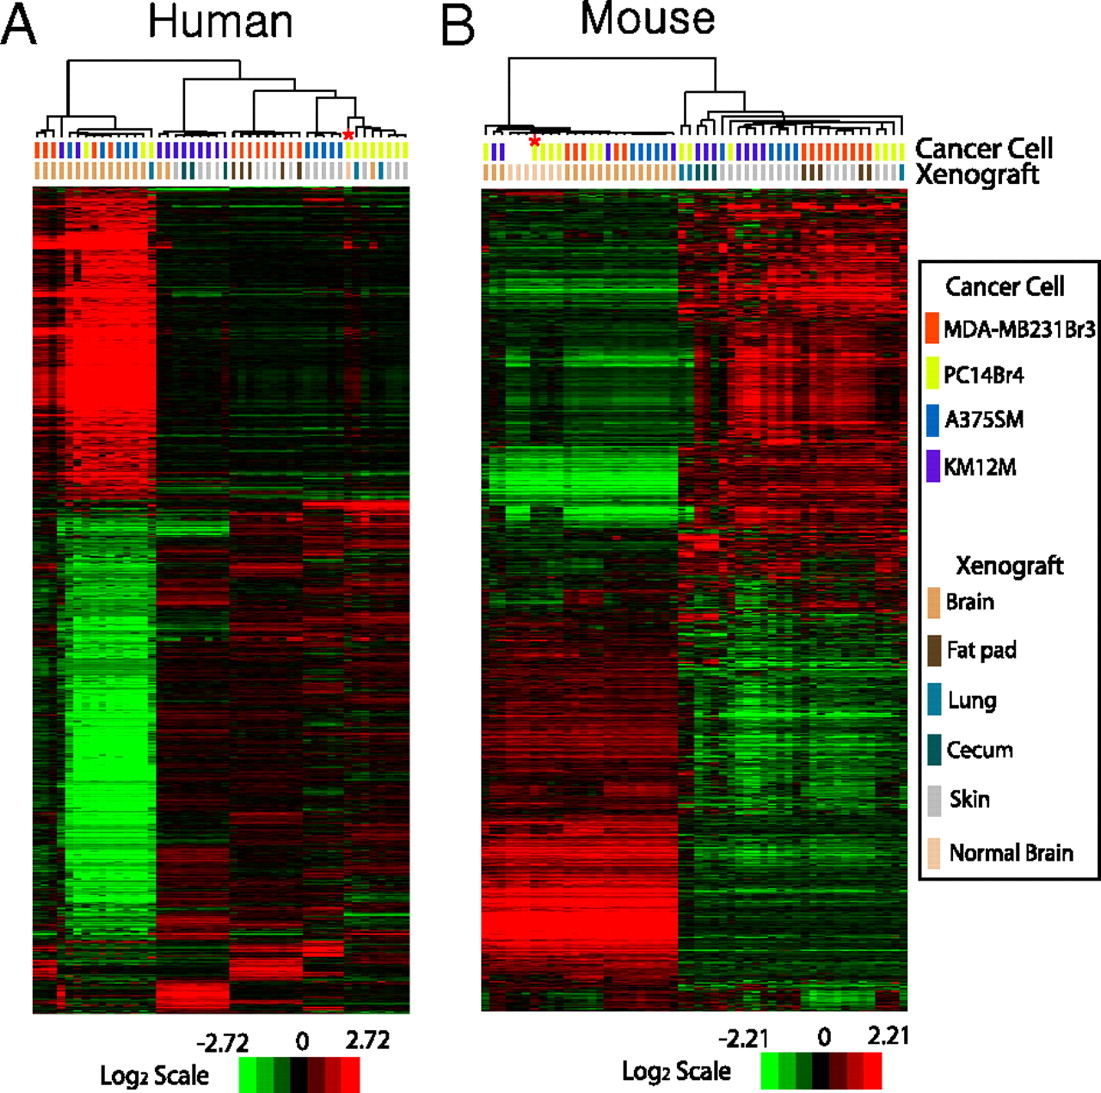 A
Human
B
Mouse
*
*
Cancer Cell
Xenograft
Cancer Cell
MDA-MB231Br3
PC14Br4
A375SM
KM12M
Xenograft
Brain
Fat pad
Lung
Cecum
Skin
Normal Brain
-2.72 0 2.72
Log₂ Scale
-2.21 0 2.21
Log₂ Scale